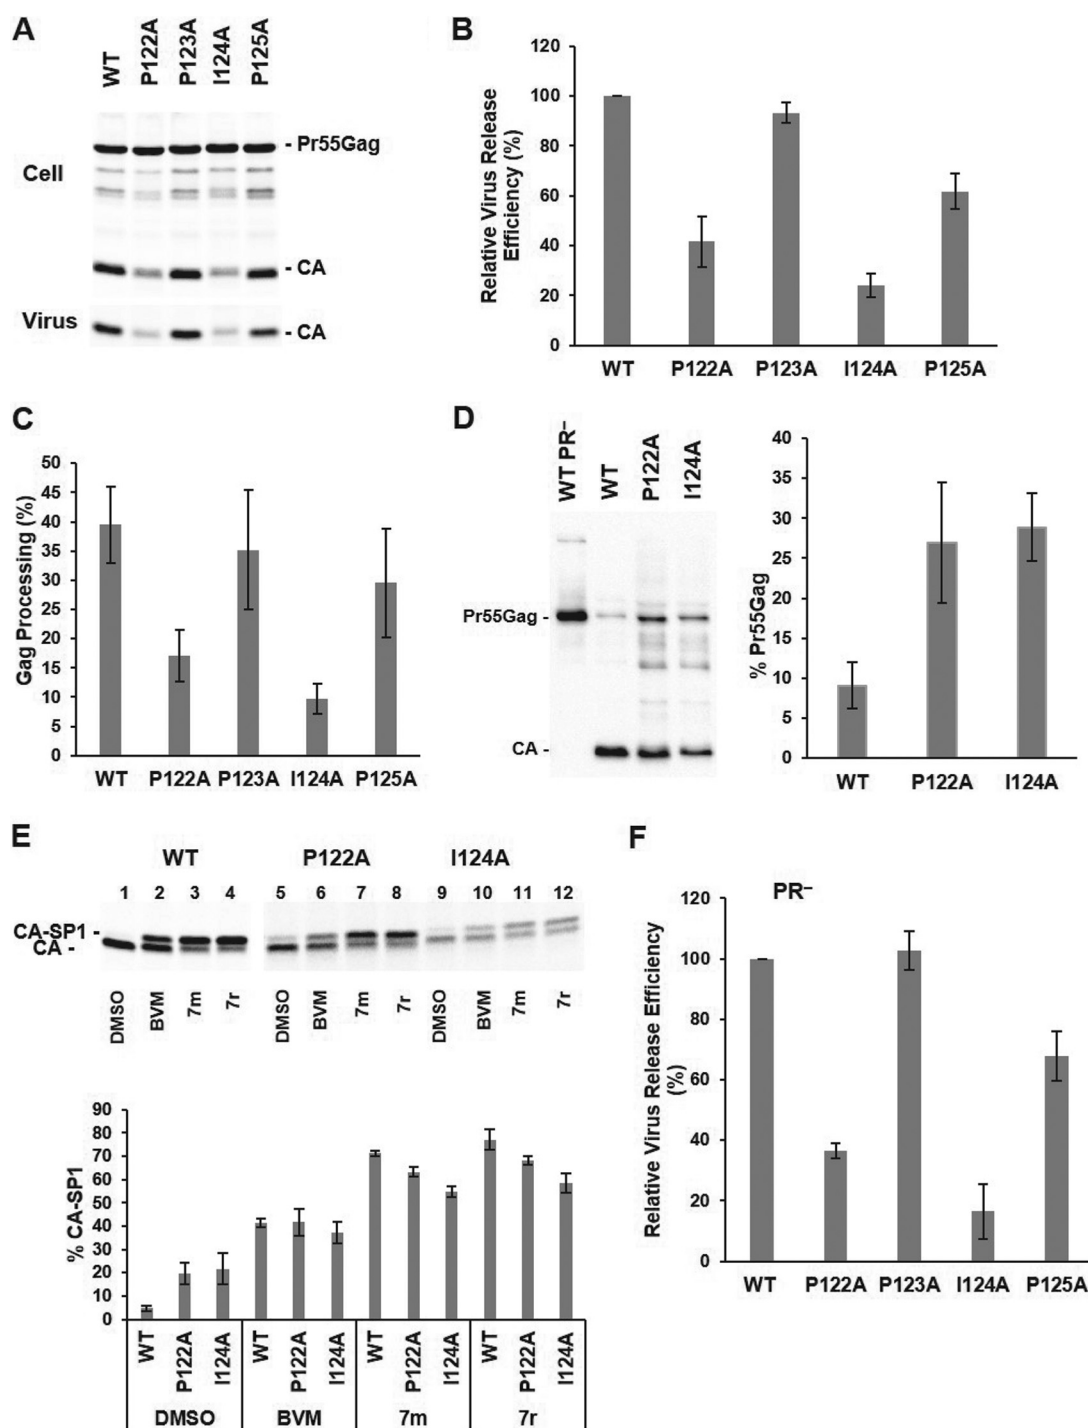 A
WT
P122A
P123A
I124A
P125A
Cell
- Pr55Gag
- CA
Virus
- CA
B
Relative Virus Release
Efficiency (%)
120
100
80
60
40
20
0
WT
P122A
P123A
I124A
P125A
C
Gag Processing (%)
50
45
40
35
30
25
20
15
10
5
0
WT
P122A
P123A
I124A
P125A
D
WT PR–
WT
P122A
I124A
Pr55Gag -
CA -
% Pr55Gag
40
35
30
25
20
15
10
5
0
WT
P122A
I124A
E
WT
P122A
I124A
1 2 3 4 5 6 7 8 9 10 11 12
CA-SP1 -
CA -
DMSO
BVM
7m
7r
DMSO
BVM
7m
7r
DMSO
BVM
7m
7r
% CA-SP1
90
80
70
60
50
40
30
20
10
0
WT
P122A
I124A
WT
P122A
I124A
WT
P122A
I124A
WT
P122A
I124A
DMSO
BVM
7m
7r
F
PR–
Relative Virus Release Efficiency
(%)
120
100
80
60
40
20
0
WT
P122A
P123A
I124A
P125A